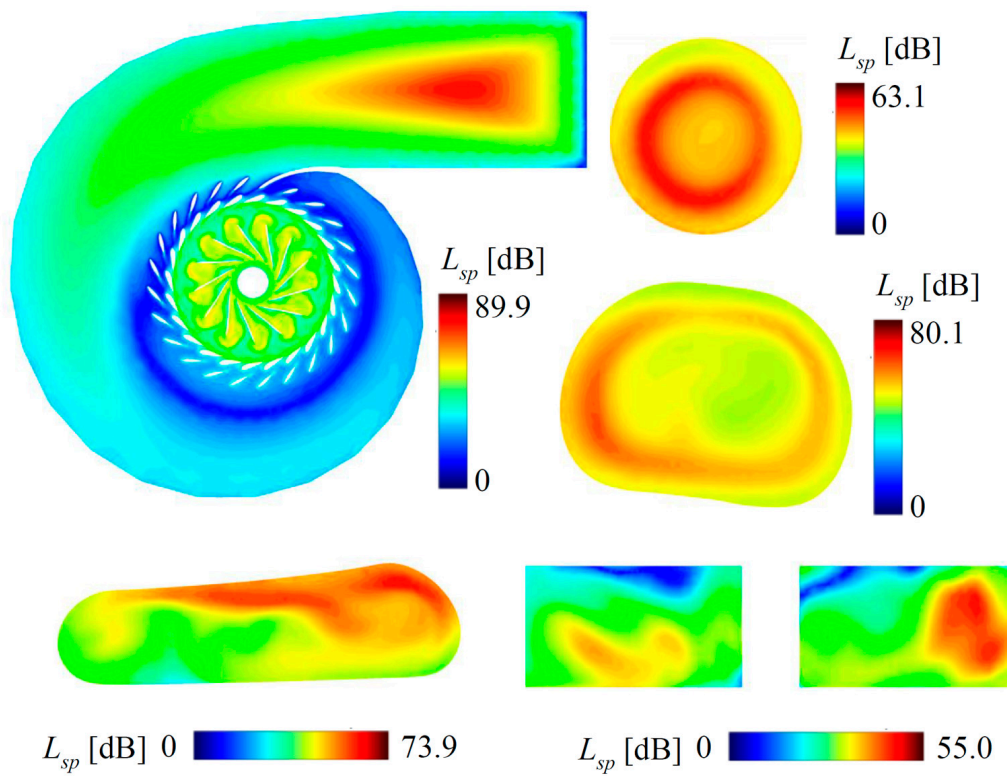 L_sp [dB]
63.1
0
L_sp [dB]
89.9
0
L_sp [dB]
80.1
0
L_sp [dB] 0 73.9
L_sp [dB] 0 55.0